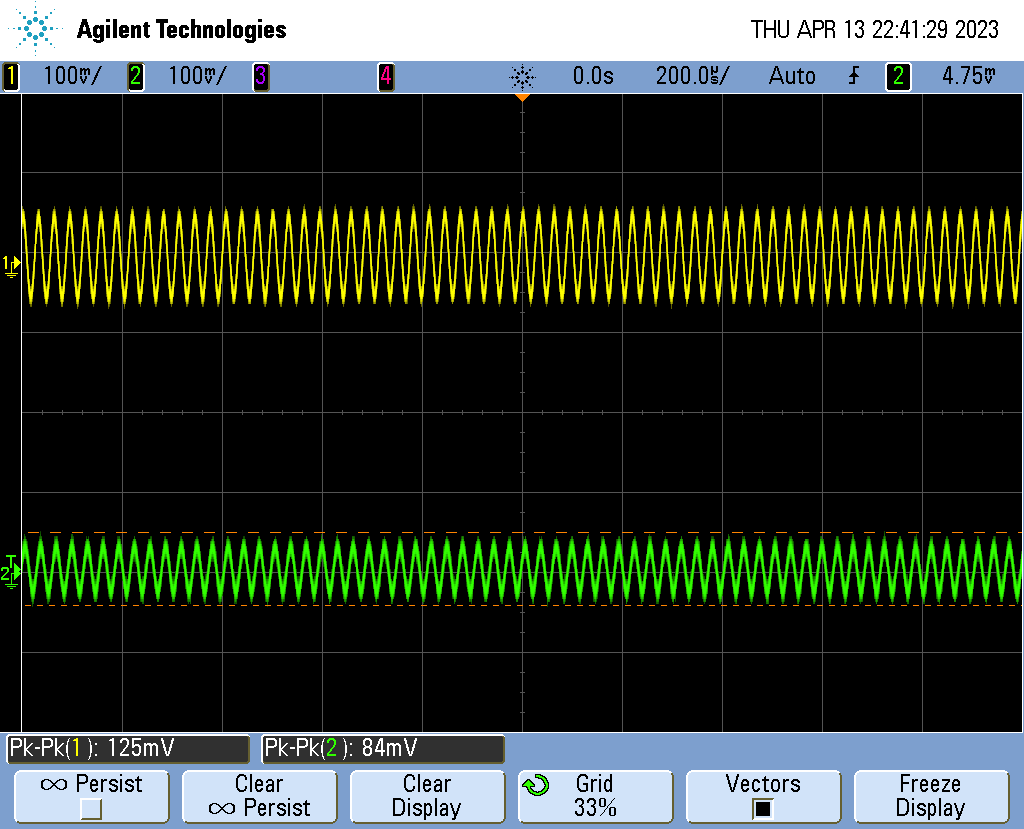 Agilent Technologies
THU APR 13 22:41:29 2023
1 100mV/ 2 100mV/ 3 4 0.0s 200.0us/ Auto 2 4.75mV
1
T
2
Pk-Pk(1): 125mV Pk-Pk(2): 84mV
∞ Persist
Clear
∞ Persist
Clear
Display
Grid
33%
Vectors
Freeze
Display